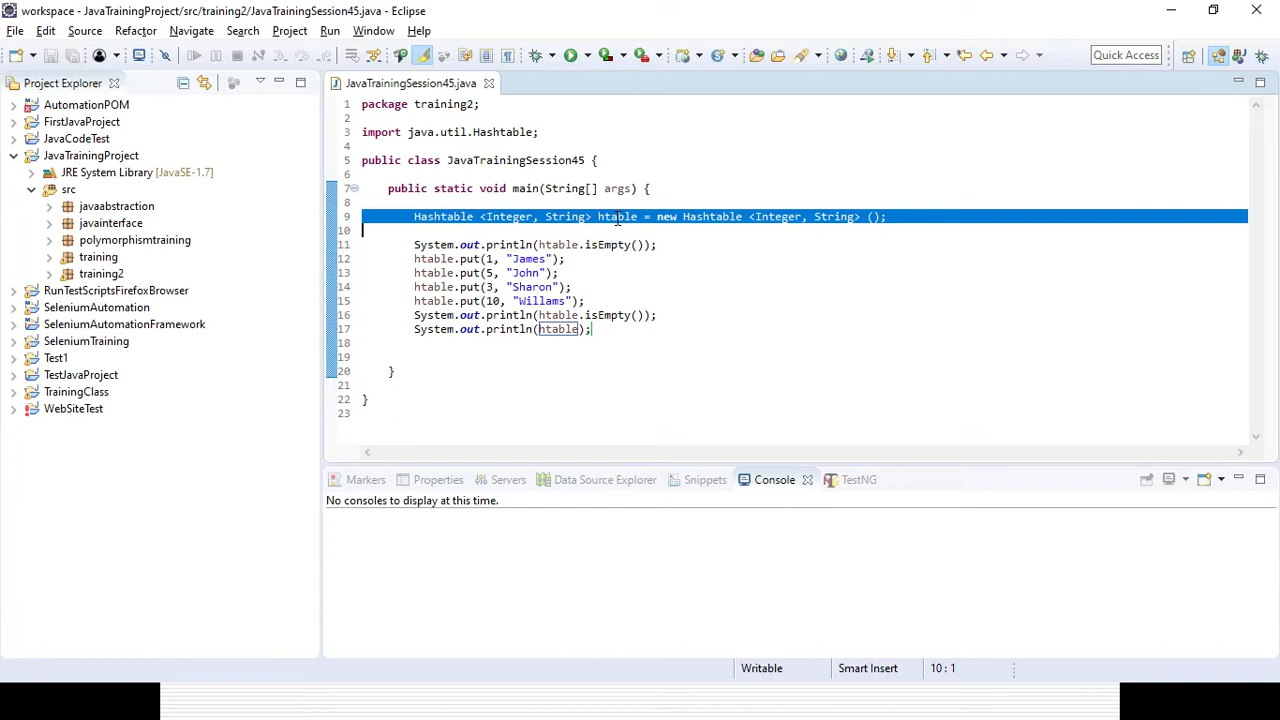 workspace - JavaTrainingProject/src/training2/JavaTrainingSession45.java - Eclipse
File Edit Source Refactor Navigate Search Project Run Window Help
Quick Access
Project Explorer
AutomationPOM
FirstJavaProject
JavaCodeTest
JavaTrainingProject
JRE System Library [JavaSE-1.7]
src
javaabstraction
javainterface
polymorphismtraining
training
training2
RunTestScriptsFirefoxBrowser
SeleniumAutomation
SeleniumAutomationFramework
SeleniumTraining
Test1
TestJavaProject
TrainingClass
WebSiteTest
JavaTrainingSession45.java
1 package training2;
2
3 import java.util.Hashtable;
4
5 public class JavaTrainingSession45 {
6
7 public static void main(String[] args) {
8
9 Hashtable <Integer, String> htable = new Hashtable <Integer, String> ();
10
11 System.out.println(htable.isEmpty());
12 htable.put(1, "James");
13 htable.put(5, "John");
14 htable.put(3, "Sharon");
15 htable.put(10, "Willams");
16 System.out.println(htable.isEmpty());
17 System.out.println(htable);
18
19
20 }
21
22 }
23
Markers Properties Servers Data Source Explorer Snippets Console TestNG
No consoles to display at this time.
Writable Smart Insert 10 : 1